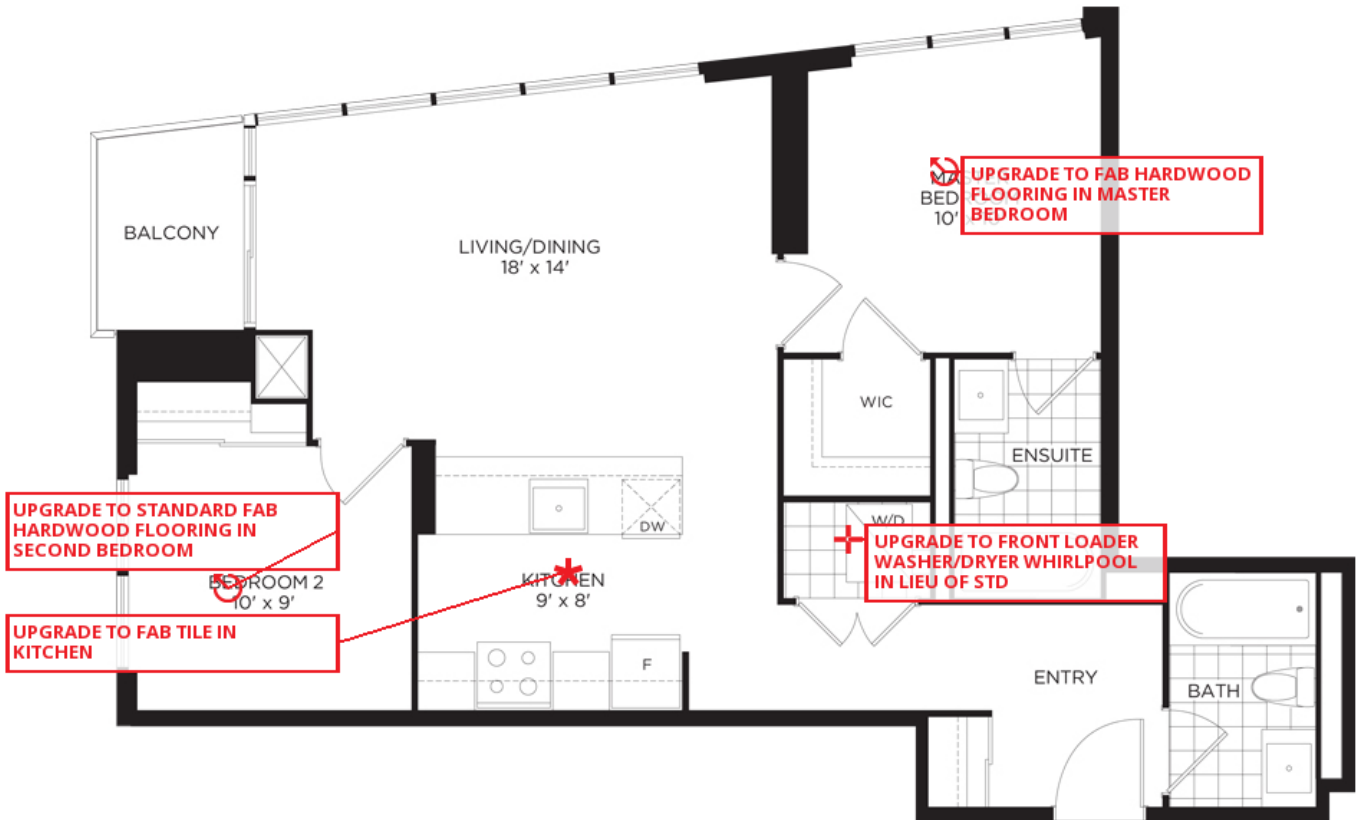 UPGRADE TO FAB HARDWOOD
FLOORING IN MASTER
BEDROOM
BALCONY
LIVING/DINING
18' x 14'
WIC
ENSUITE
W/D
DW
UPGRADE TO STANDARD FAB
HARDWOOD FLOORING IN
SECOND BEDROOM
UPGRADE TO FRONT LOADER
WASHER/DRYER WHIRLPOOL
IN LIEU OF STD
BEDROOM 2
10' x 9'
KITCHEN
9' x 8'
UPGRADE TO FAB TILE IN
KITCHEN
F
ENTRY
BATH